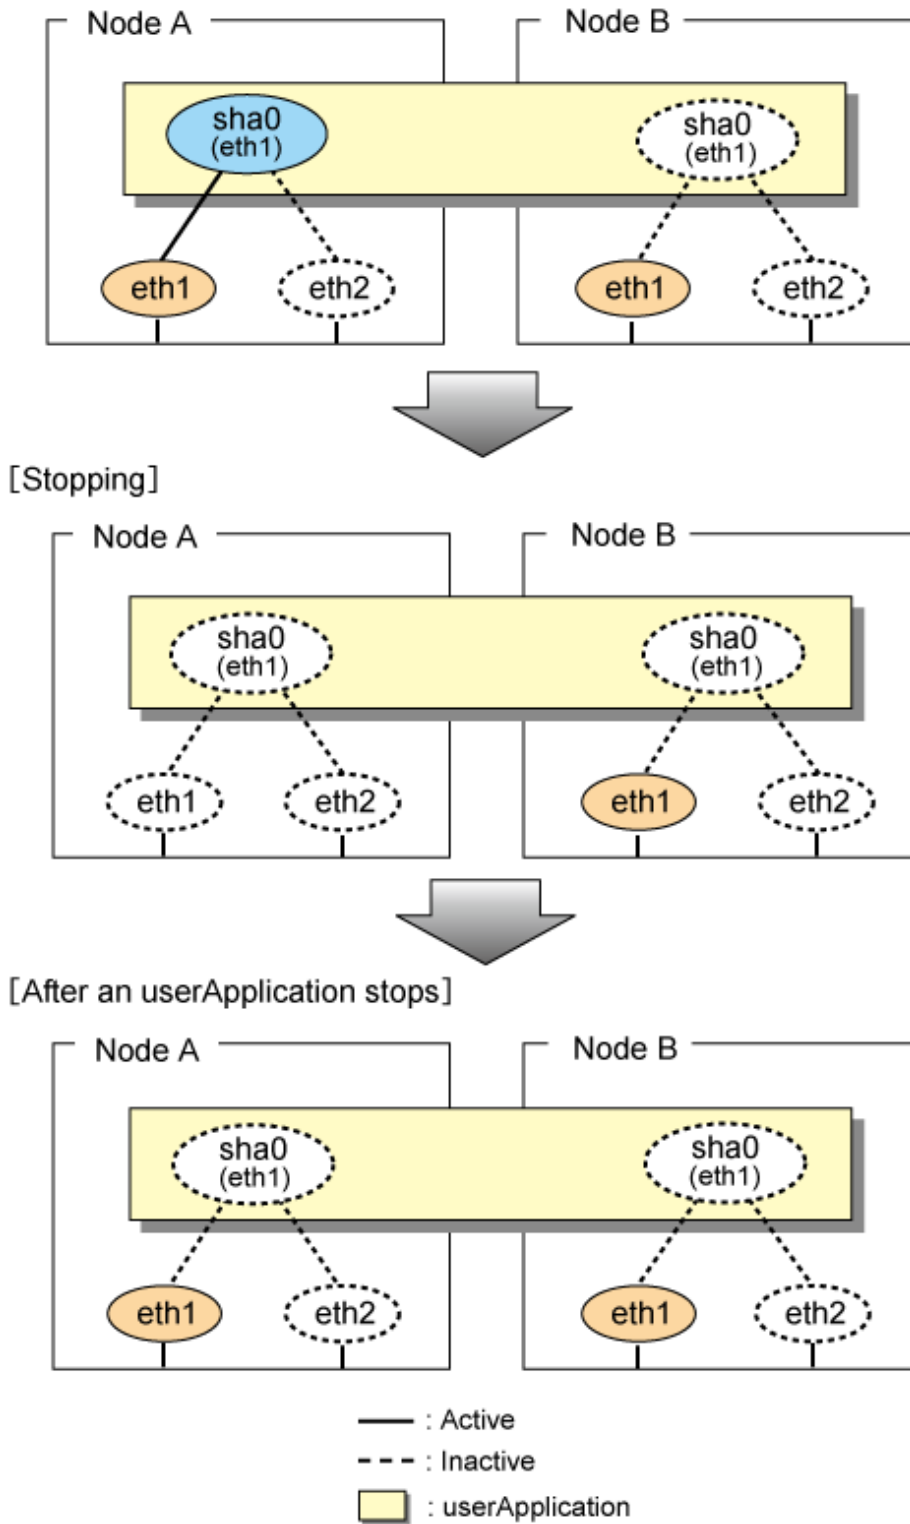 Node A
Node B
sha0
(eth1)
sha0
(eth1)
eth1
eth2
eth1
eth2
[Stopping]
Node A
Node B
sha0
(eth1)
sha0
(eth1)
eth1
eth2
eth1
eth2
[After an userApplication stops]
Node A
Node B
sha0
(eth1)
sha0
(eth1)
eth1
eth2
eth1
eth2
: Active
: Inactive
: userApplication